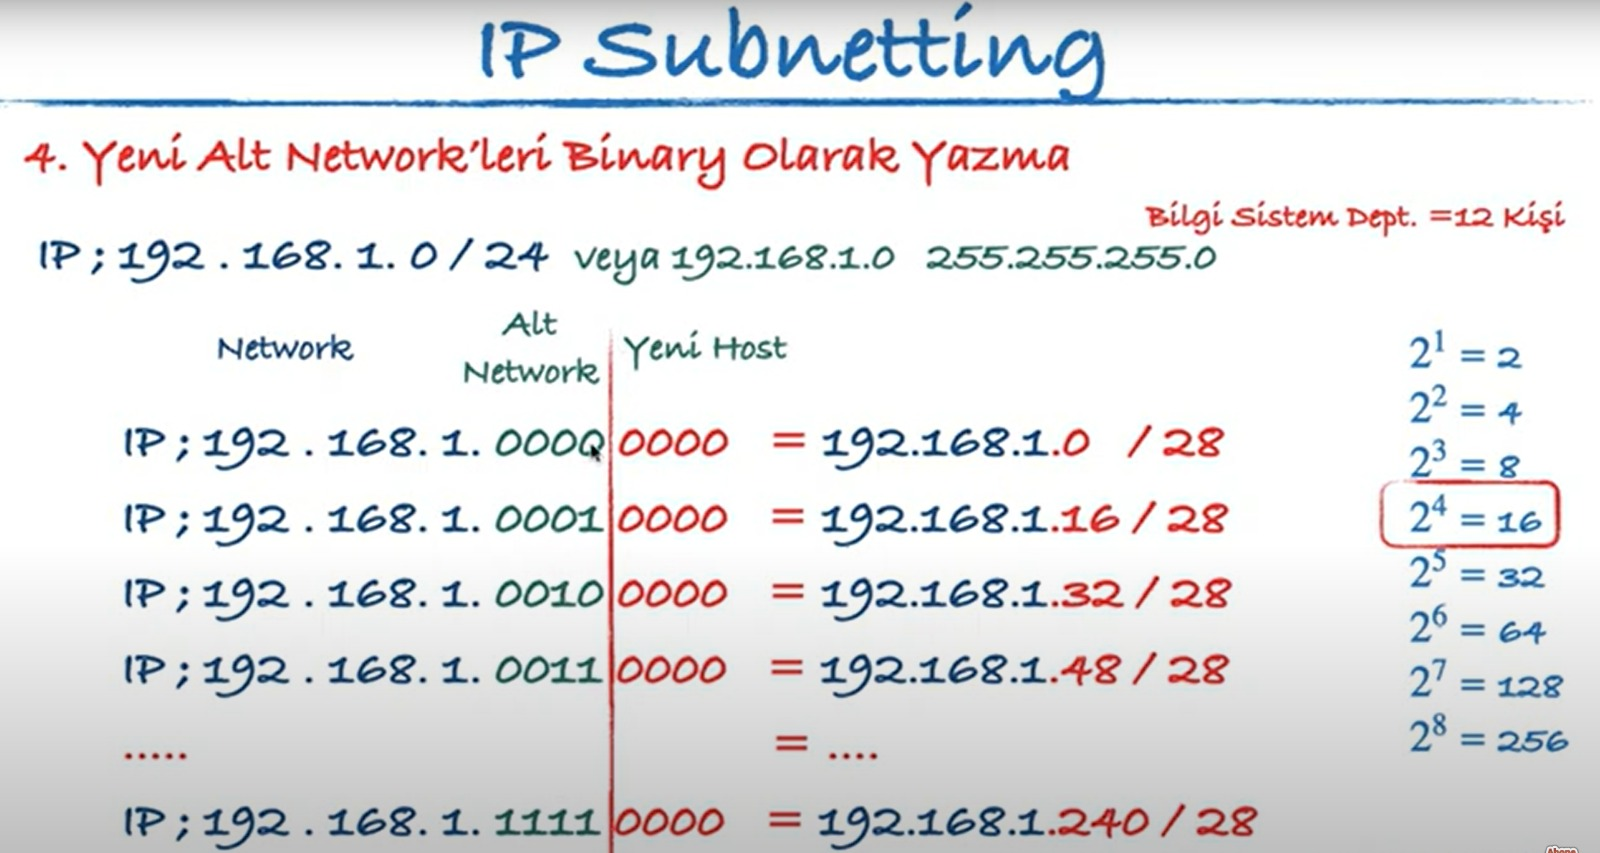 IP Subnetting
4. Yeni Alt Network'leri Binary Olarak Yazma
Bilgi Sistem Dept. =12 Kişi
IP ; 192 . 168. 1. 0 / 24 veya 192.168.1.0 255.255.255.0
Network
Alt
Network
Yeni Host
IP ; 192 . 168. 1. 0000 0000 = 192.168.1.0 / 28
IP ; 192 . 168. 1. 0001 0000 = 192.168.1.16 / 28
IP ; 192 . 168. 1. 0010 0000 = 192.168.1.32 / 28
IP ; 192 . 168. 1. 0011 0000 = 192.168.1.48 / 28
..... = ....
IP ; 192 . 168. 1. 1111 0000 = 192.168.1.240 / 28
2¹ = 2
2² = 4
2³ = 8
2⁴ = 16
2⁵ = 32
2⁶ = 64
2⁷ = 128
2⁸ = 256
Abone